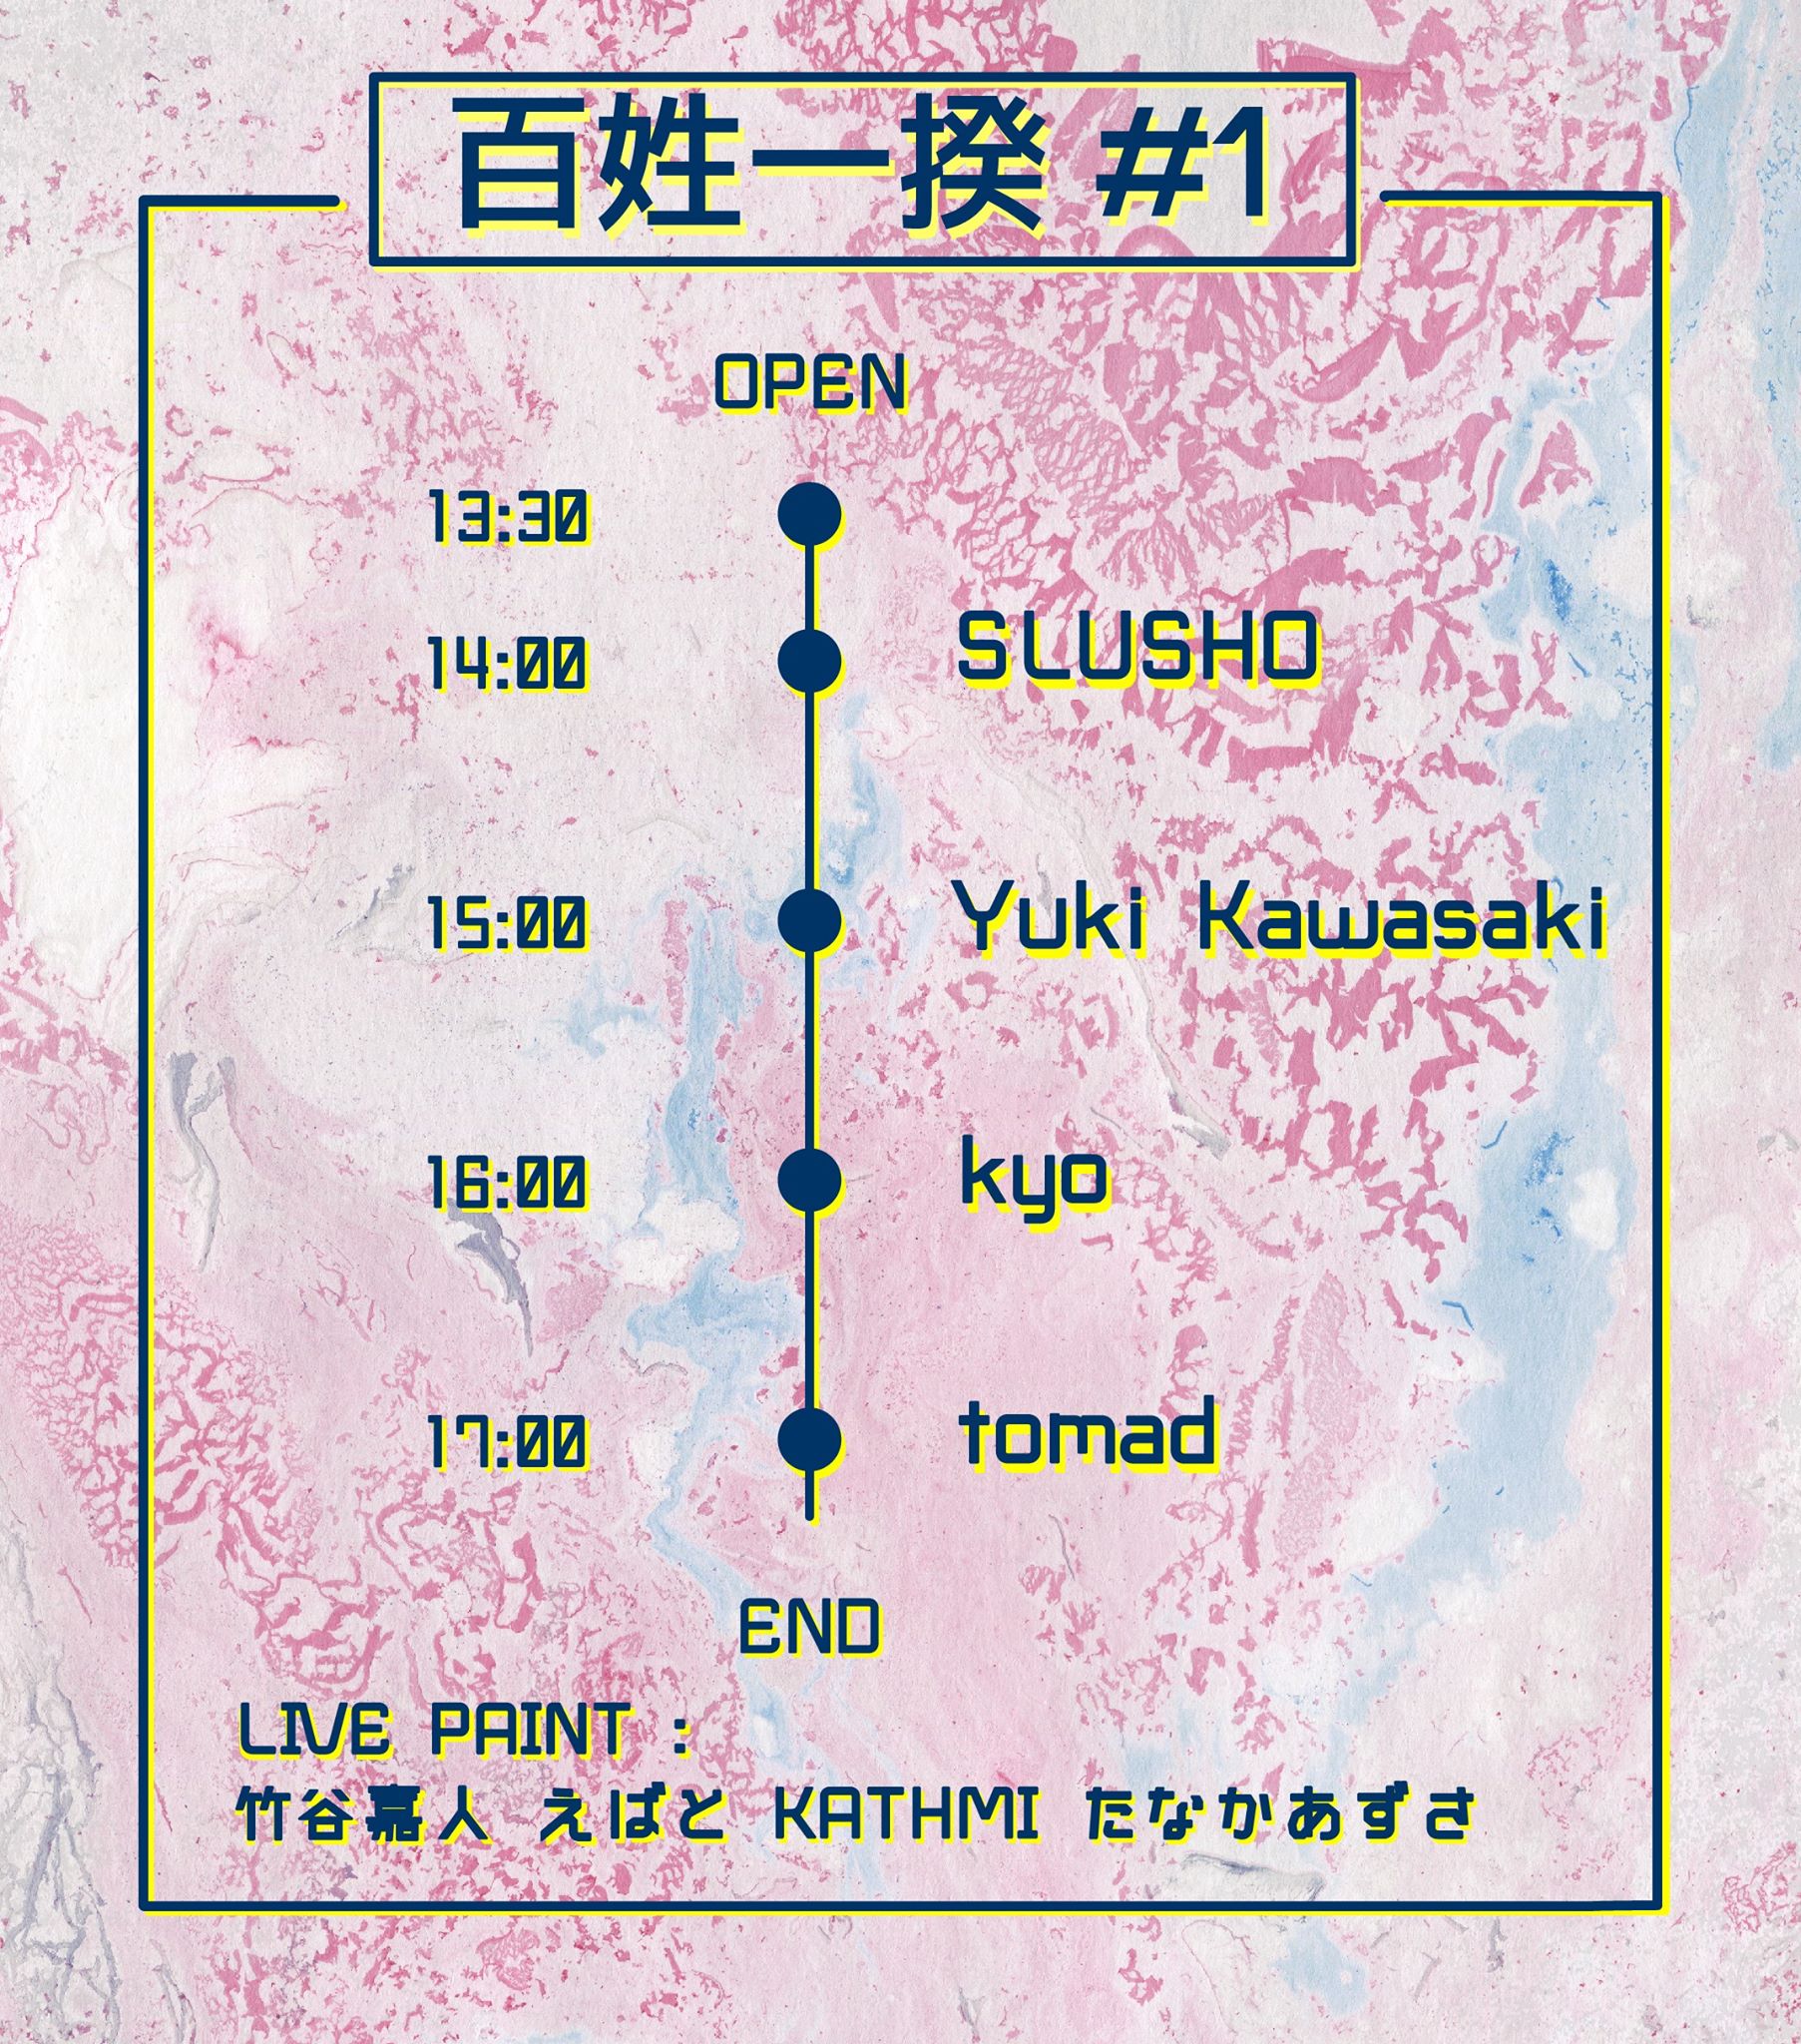 百姓一揆 #1
OPEN
13:30
14:00 SLUSHO
15:00 Yuki Kawasaki
16:00 kyo
17:00 tomad
END
LIVE PAINT :
竹谷嘉人 えばと KATHMI たなかあずさ